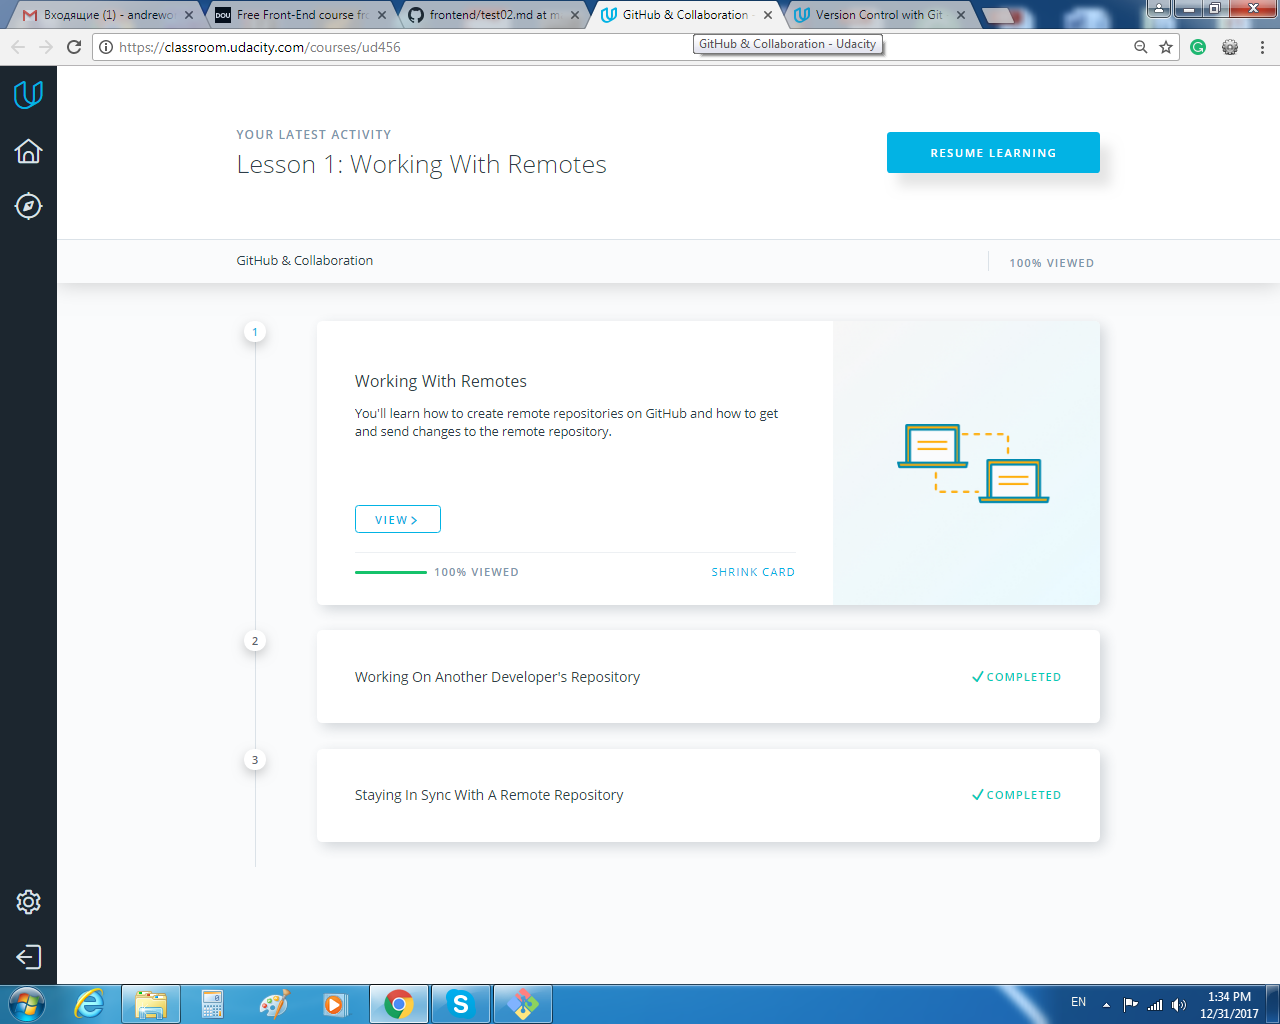 Входящие (1) - andrewo
DOU
Free Front-End course fr
frontend/test02.md at m
GitHub & Collaboration -
Version Control with Git
https://classroom.udacity.com/courses/ud456
GitHub & Collaboration - Udacity
YOUR LATEST ACTIVITY
Lesson 1: Working With Remotes
RESUME LEARNING
GitHub & Collaboration
100% VIEWED
1
Working With Remotes
You'll learn how to create remote repositories on GitHub and how to get
and send changes to the remote repository.
VIEW
100% VIEWED
SHRINK CARD
2
Working On Another Developer's Repository
COMPLETED
3
Staying In Sync With A Remote Repository
COMPLETED
EN
1:34 PM
12/31/2017